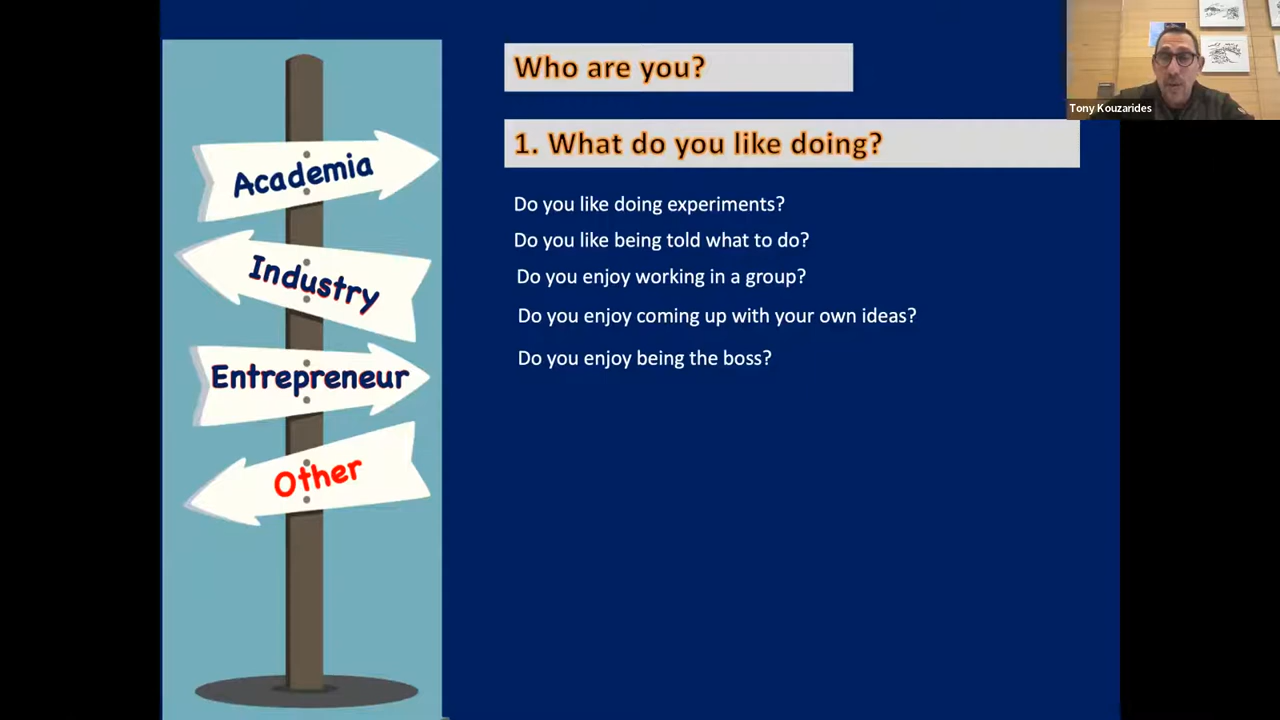 Academia
Industry
Entrepreneur
Other
Who are you?
1. What do you like doing?
Do you like doing experiments?
Do you like being told what to do?
Do you enjoy working in a group?
Do you enjoy coming up with your own ideas?
Do you enjoy being the boss?
Tony Kouzarides